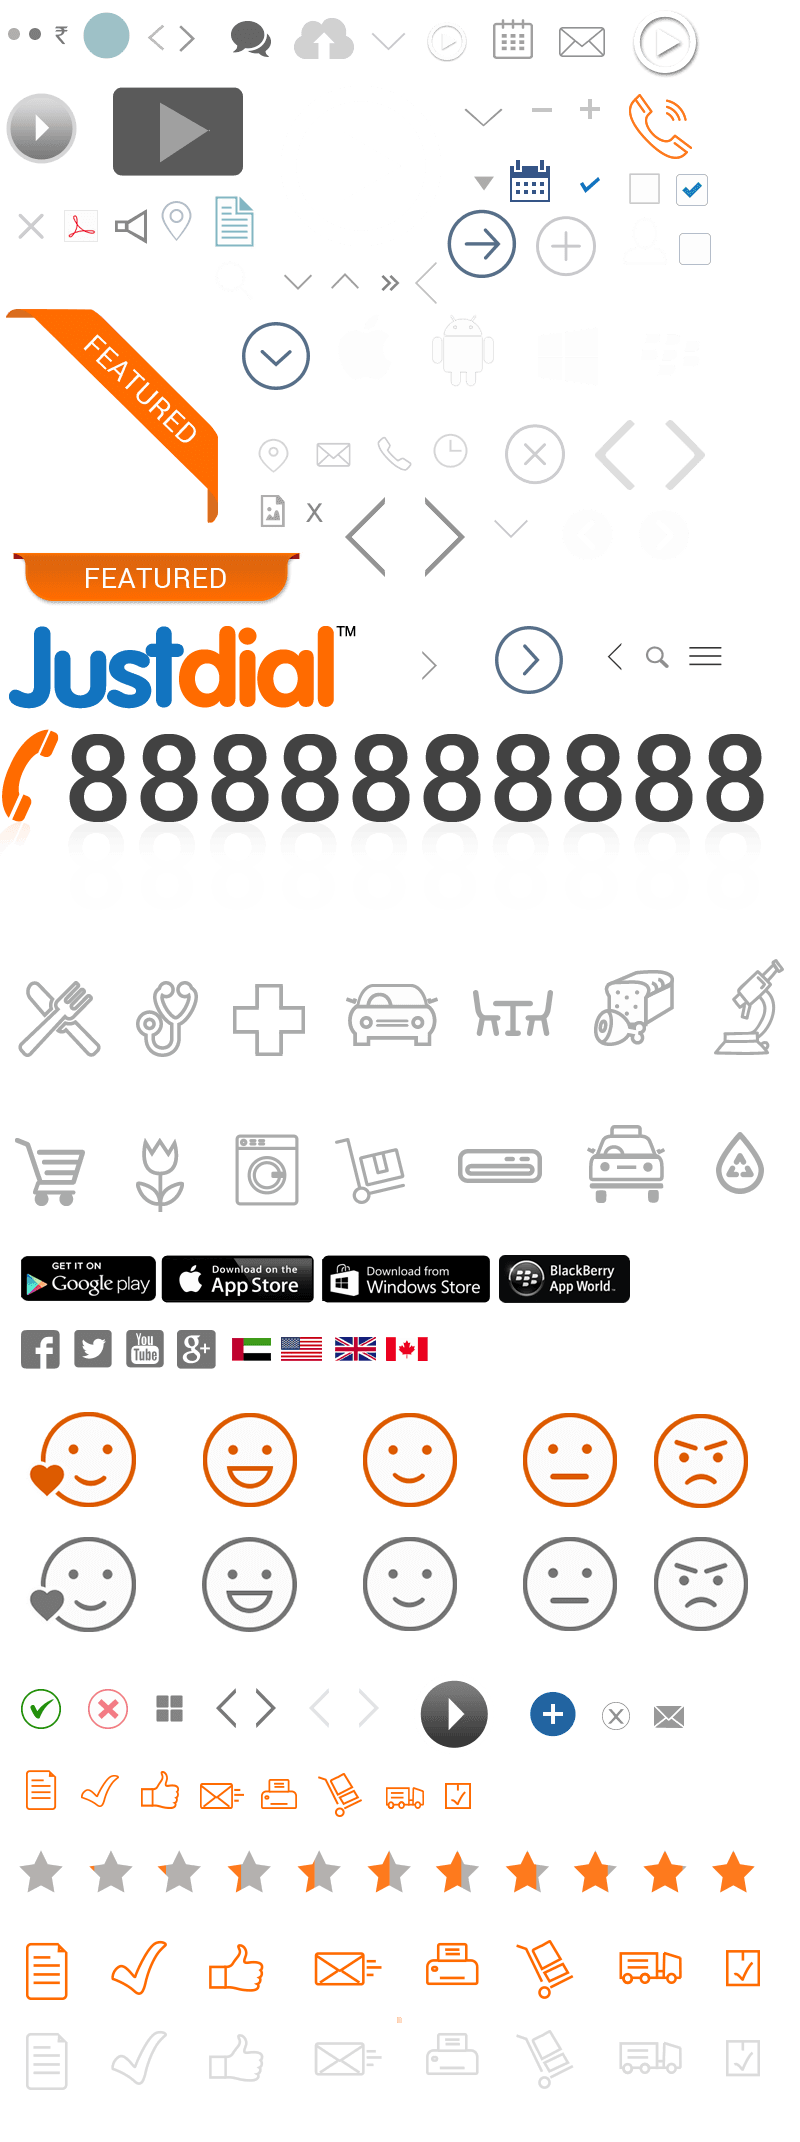 ₹
FEATURED
X
FEATURED
Justdial™
8888888888
GET IT ON
Google play
Download on the
App Store
Download from
Windows Store
BlackBerry
App World™
f
You
Tube
g+